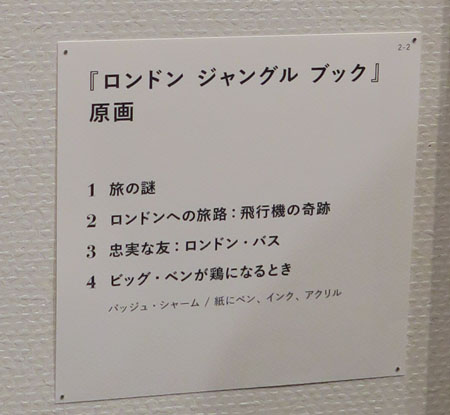 2-2
『ロンドン ジャングル ブック』
原画
1 旅の謎
2 ロンドンへの旅路：飛行機の奇跡
3 忠実な友：ロンドン・バス
4 ビッグ・ベンが鶏になるとき
バッジュ・シャーム / 紙にペン、インク、アクリル